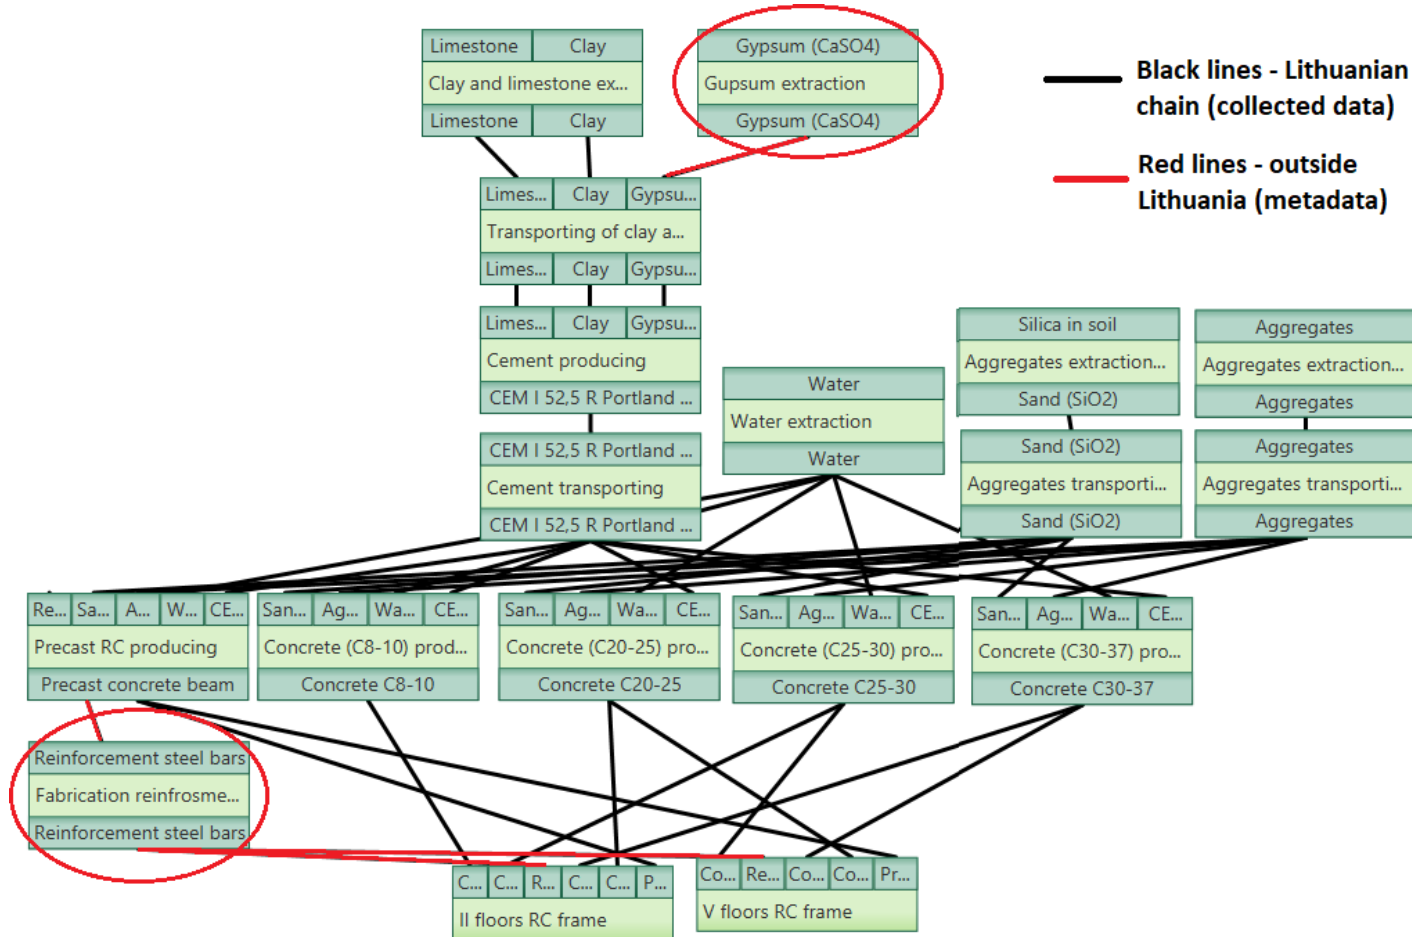 Limestone Clay
Clay and limestone ex...
Limestone Clay
Gypsum (CaSO4)
Gupsum extraction
Gypsum (CaSO4)
Black lines - Lithuanian
chain (collected data)
Red lines - outside
Lithuania (metadata)
Limes... Clay Gypsu...
Transporting of clay a...
Limes... Clay Gypsu...
Limes... Clay Gypsu...
Cement producing
CEM I 52,5 R Portland ...
CEM I 52,5 R Portland ...
Cement transporting
CEM I 52,5 R Portland ...
Water
Water extraction
Water
Silica in soil
Aggregates extraction...
Sand (SiO2)
Sand (SiO2)
Aggregates transporti...
Sand (SiO2)
Aggregates
Aggregates extraction...
Aggregates
Aggregates
Aggregates transporti...
Aggregates
Re... Sa... A... W... CE...
Precast RC producing
Precast concrete beam
San... Ag... Wa... CE...
Concrete (C8-10) prod...
Concrete C8-10
San... Ag... Wa... CE...
Concrete (C20-25) pro...
Concrete C20-25
San... Ag... Wa... CE...
Concrete (C25-30) pro...
Concrete C25-30
San... Ag... Wa... CE...
Concrete (C30-37) pro...
Concrete C30-37
Reinforcement steel bars
Fabrication reinfrosme...
Reinforcement steel bars
C... C... R... C... C... P...
II floors RC frame
Co... Re... Co... Co... Pr...
V floors RC frame